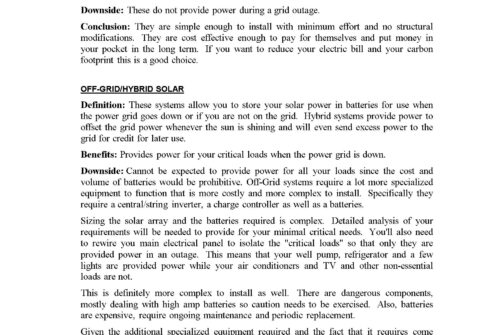 Downside: These do not provide power during a grid outage.
Conclusion: They are simple enough to install with minimum effort and no structural
modifications. They are cost effective enough to pay for themselves and put money in
your pocket in the long term. If you want to reduce your electric bill and your carbon
footprint this is a good choice.
OFF-GRID/HYBRID SOLAR
Definition: These systems allow you to store your solar power in batteries for use when
the power grid goes down or if you are not on the grid. Hybrid systems provide power to
offset the grid power whenever the sun is shining and will even send excess power to the
grid for credit for later use.
Benefits: Provides power for your critical loads when the power grid is down.
Downside: Cannot be expected to provide power for all your loads since the cost and
volume of batteries would be prohibitive. Off-Grid systems require a lot more specialized
equipment to function that is more costly and more complex to install. Specifically they
require a central/string inverter, a charge controller as well as a batteries.
Sizing the solar array and the batteries required is complex. Detailed analysis of your
requirements will be needed to provide for your minimal critical needs. You'll also need
to rewire you main electrical panel to isolate the "critical loads" so that only they are
provided power in an outage. This means that your well pump, refrigerator and a few
lights are provided power while your air conditioners and TV and other non-essential
loads are not.
This is definitely more complex to install as well. There are dangerous components,
mostly dealing with high amp batteries so caution needs to be exercised. Also, batteries
are expensive, require ongoing maintenance and periodic replacement.
Given the additional specialized equipment required and the fact that it requires come